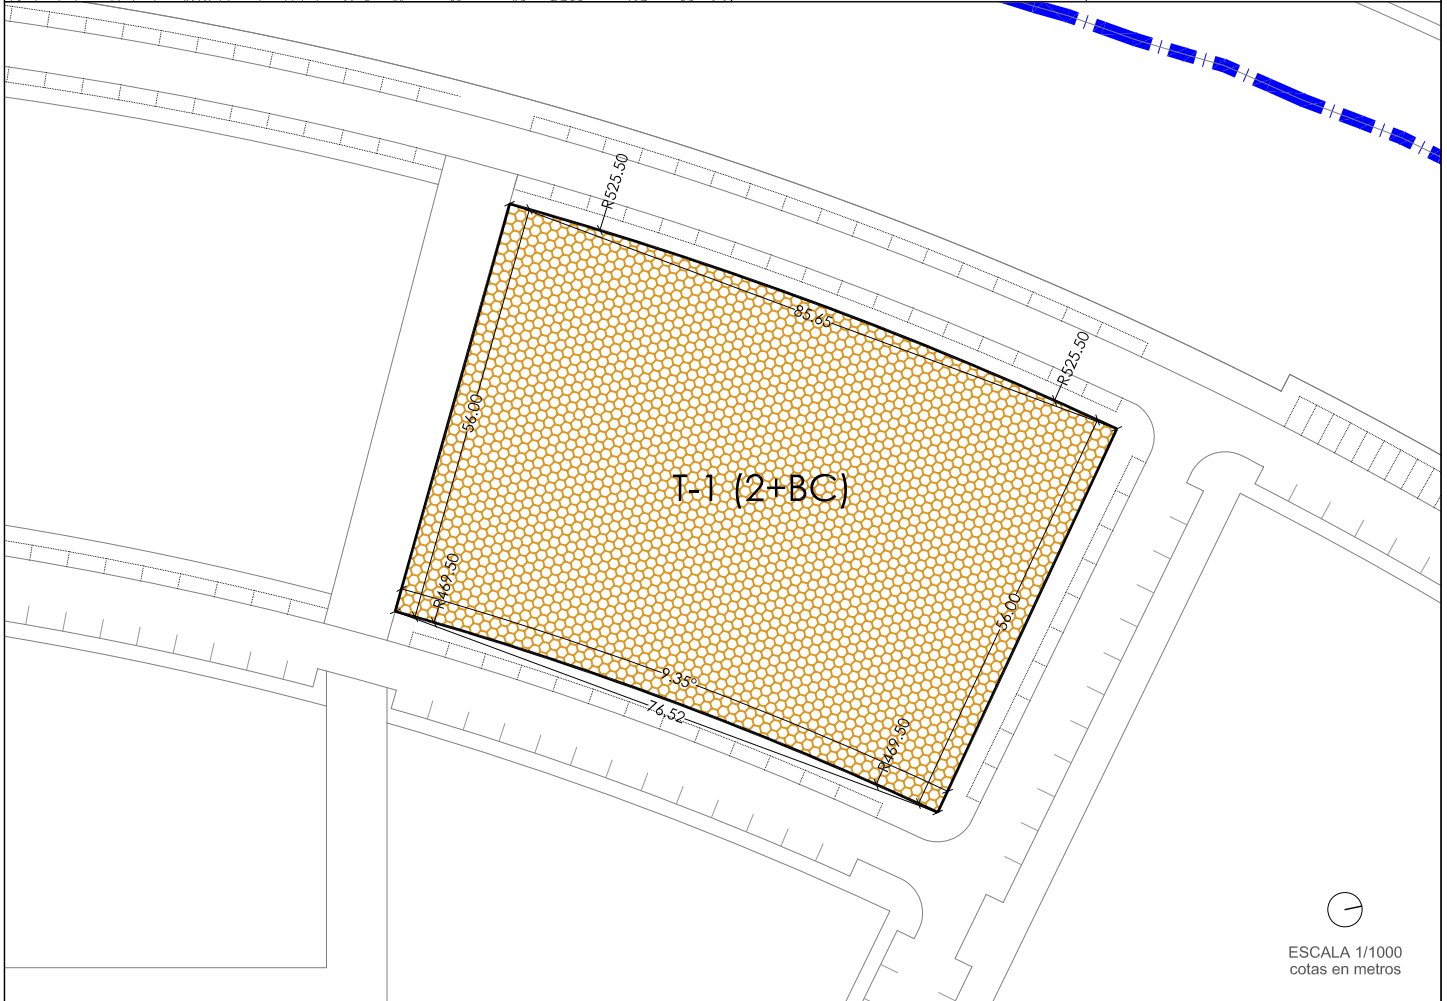 R525.50
85.65
R525.50
56.00
T-1 (2+BC)
R469.50
56.00
9.35°
76.52
R469.50
ESCALA 1/1000
cotas en metros